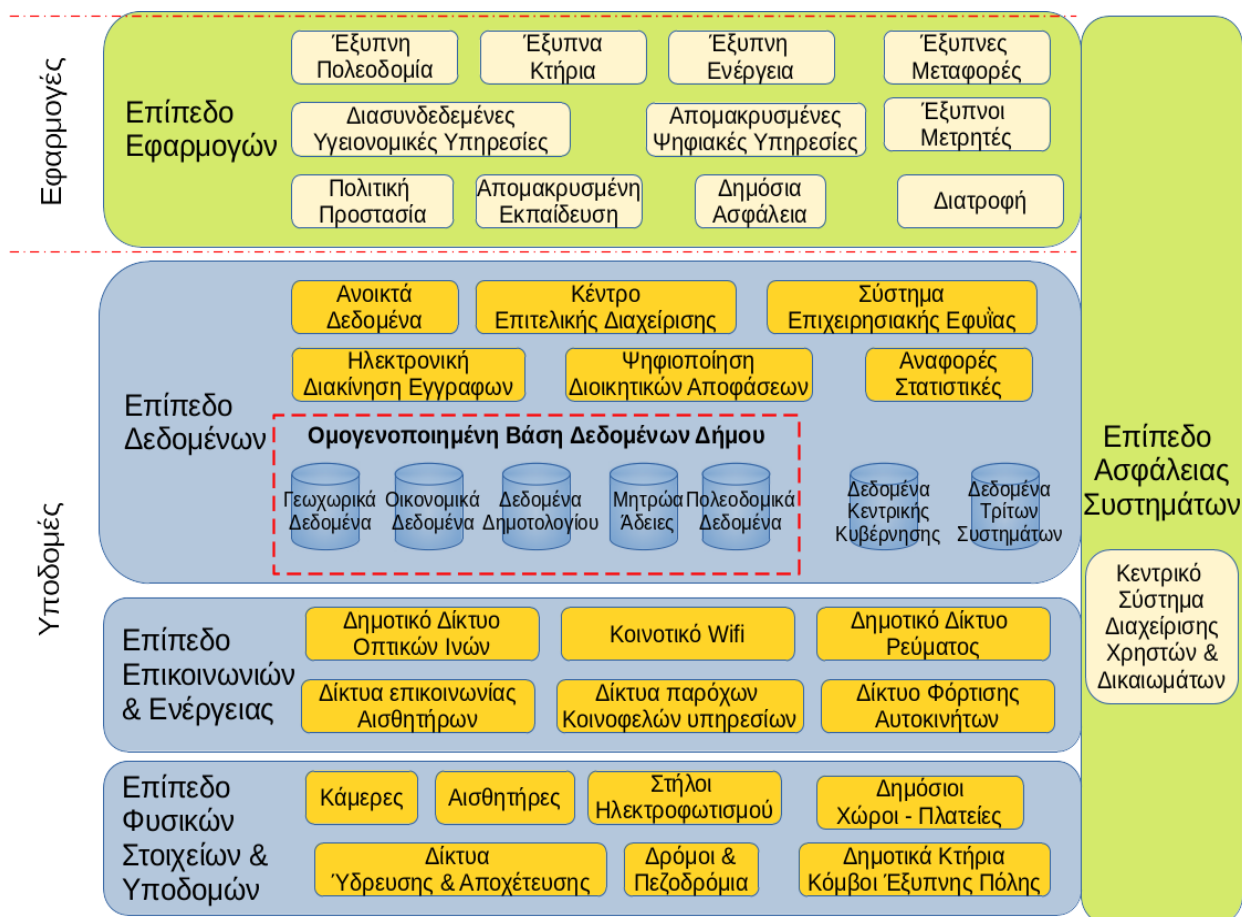 Εφαρμογές
Επίπεδο
Εφαρμογών
Έξυπνη
Πολεοδομία
Έξυπνα
Κτήρια
Έξυπνη
Ενέργεια
Έξυπνες
Μεταφορές
Διασυνδεδεμένες
Υγειονομικές Υπηρεσίες
Απομακρυσμένες
Ψηφιακές Υπηρεσίες
Έξυπνοι
Μετρητές
Πολιτική
Προστασία
Απομακρυσμένη
Εκπαίδευση
Δημόσια
Ασφάλεια
Διατροφή
Υποδομές
Επίπεδο
Δεδομένων
Ανοικτά
Δεδομένα
Κέντρο
Επιτελικής Διαχείρισης
Σύστημα
Επιχειρησιακής Εφυΐας
Ηλεκτρονική
Διακίνηση Εγγραφων
Ψηφιοποίηση
Διοικητικών Αποφάσεων
Αναφορές
Στατιστικές
Ομογενοποιημένη Βάση Δεδομένων Δήμου
Γεωχωρικά
Δεδομένα
Οικονομικά
Δεδομένα
Δεδομένα
Δημοτολογίου
Μητρώα
Άδειες
Πολεοδομικά
Δεδομένα
Δεδομένα
Κεντρικής
Κυβέρνησης
Δεδομένα
Τρίτων
Συστημάτων
Επίπεδο
Επικοινωνιών
& Ενέργειας
Δημοτικό Δίκτυο
Οπτικών Ινών
Κοινοτικό Wifi
Δημοτικό Δίκτυο
Ρεύματος
Δίκτυα επικοινωνίας
Αισθητήρων
Δίκτυα παρόχων
Κοινοφελών υπηρεσίων
Δίκτυο Φόρτισης
Αυτοκινήτων
Επίπεδο
Φυσικών
Στοιχείων &
Υποδομών
Κάμερες
Αισθητήρες
Στήλοι
Ηλεκτροφωτισμού
Δημόσιοι
Χώροι - Πλατείες
Δίκτυα
Ύδρευσης & Αποχέτευσης
Δρόμοι &
Πεζοδρόμια
Δημοτικά Κτήρια
Κόμβοι Έξυπνης Πόλης
Επίπεδο
Ασφάλειας
Συστημάτων
Κεντρικό
Σύστημα
Διαχείρισης
Χρηστών &
Δικαιωμάτων